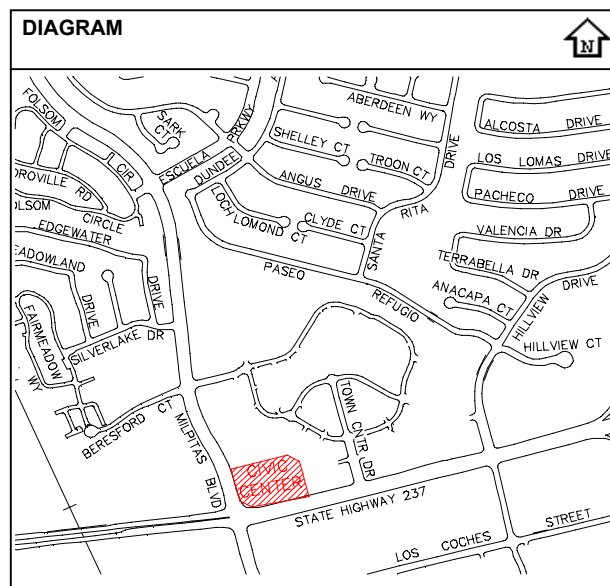 DIAGRAM
N
FOLSOM
CIR
SARK
CT
ESCUELA
PRKWY
DUNDEE
ABERDEEN WY
SHELLEY CT
TROON CT
DRIVE
ALCOSTA DRIVE
LOS LOMAS DRIVE
PACHECO DRIVE
VALENCIA DR
TERRABELLA DR
ANACAPA CT
HILLVIEW
DRIVE
HILLVIEW CT
OROVILLE RD
OLSOM
CIRCLE
EDGEWATER
DRIVE
EADOWLAND
DRIVE
FAIRMEADOW
WY
SILVERLAKE DR
BERESFORD CT
MILPITAS
BLVD
ANGUS DRIVE
LOCH
LOMOND CT
CLYDE CT
SANTA
RITA
PASEO
REFUGIO
TOWN CNTR DR
CIVIC
CENTER
STATE HIGHWAY 237
LOS COCHES STREET